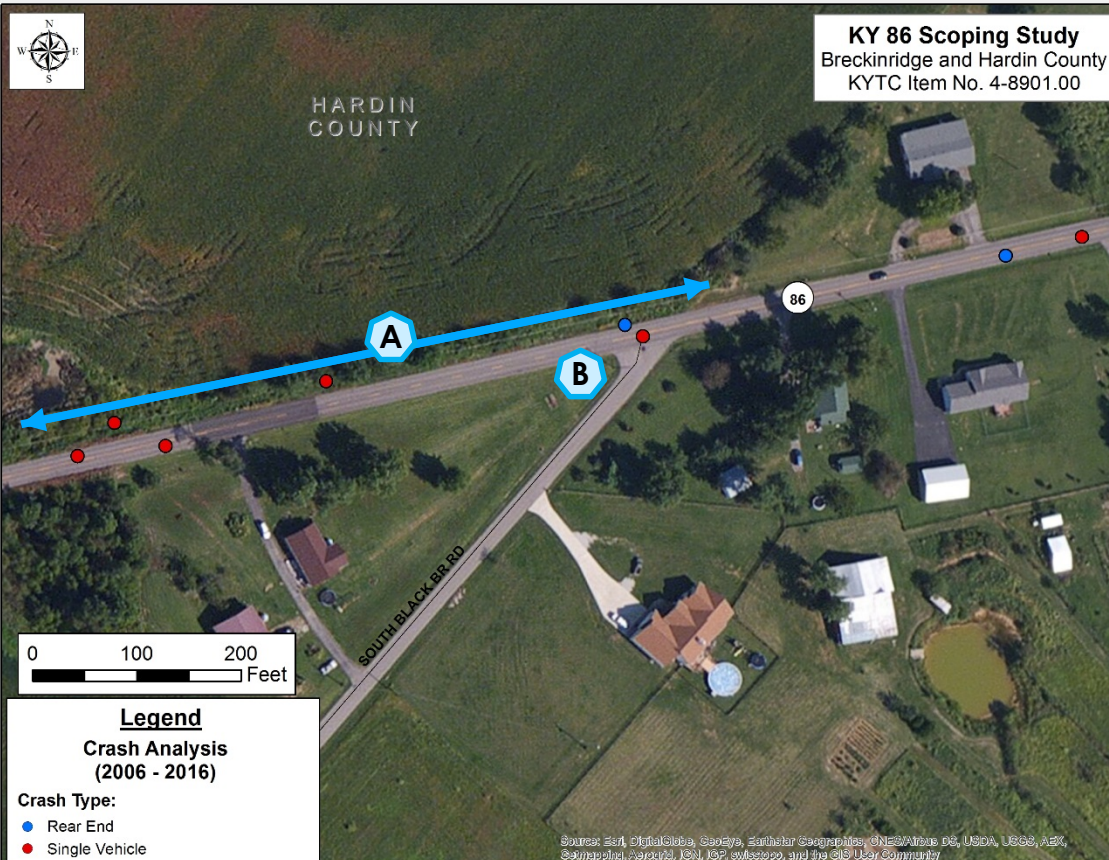 N
W E
S
KY 86 Scoping Study
Breckinridge and Hardin County
KYTC Item No. 4-8901.00
HARDIN
COUNTY
86
A
B
SOUTH BLACK BR RD
0 100 200
Feet
Legend
Crash Analysis
(2006 - 2016)
Crash Type:
Rear End
Single Vehicle
Source: Esri, DigitalGlobe, GeoEye, Earthstar Geographics, CNES/Airbus DS, USDA, USGS, AEX,
Getmapping, Aerogrid, IGN, IGP, swisstopo, and the GIS User Community